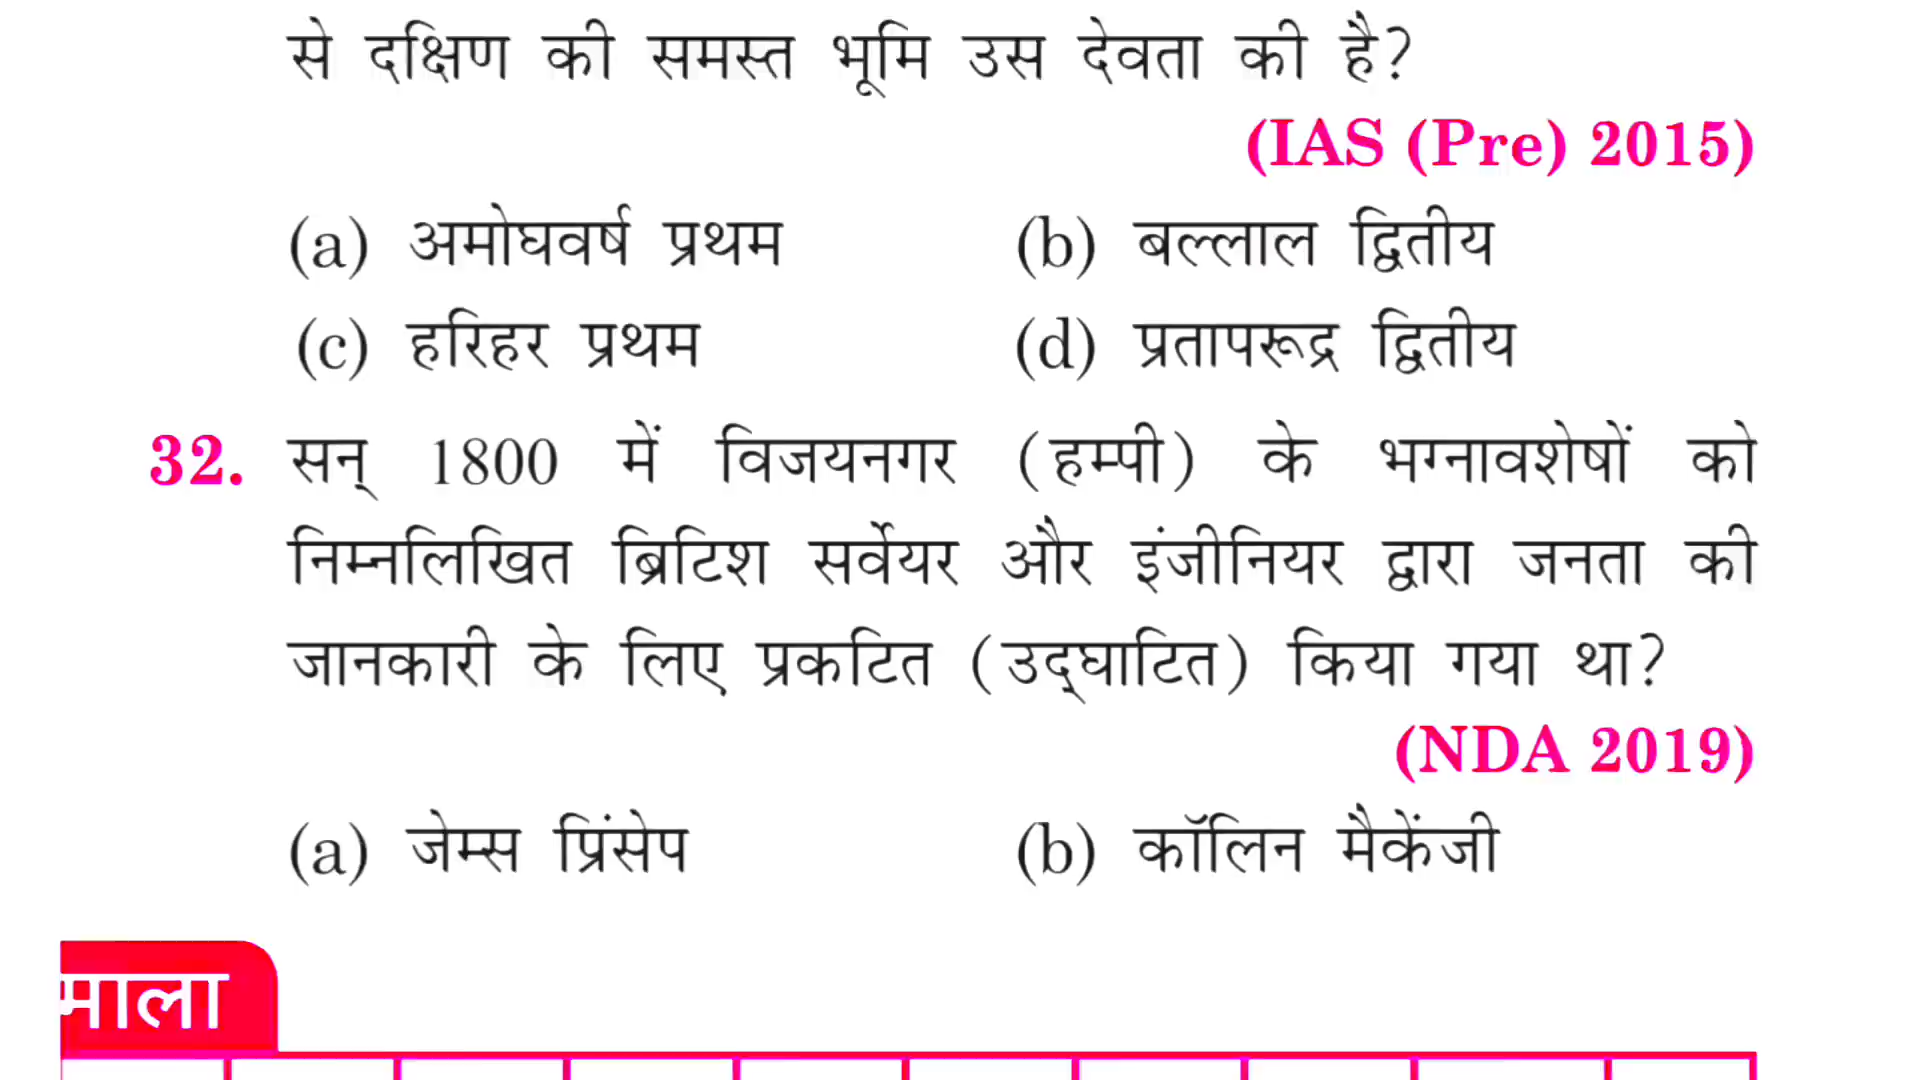 से दक्षिण की समस्त भूमि उस देवता की है?
(IAS (Pre) 2015)
(a) अमोघवर्ष प्रथम (b) बल्लाल द्वितीय
(c) हरिहर प्रथम (d) प्रतापरूद्र द्वितीय
32. सन् 1800 में विजयनगर (हम्पी) के भग्नावशेषों को
निम्नलिखित ब्रिटिश सर्वेयर और इंजीनियर द्वारा जनता की
जानकारी के लिए प्रकटित (उद्घाटित) किया गया था?
(NDA 2019)
(a) जेम्स प्रिंसेप (b) कॉलिन मैकेंजी
माला